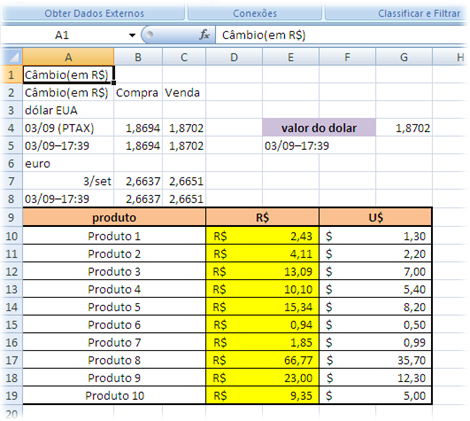 Obter Dados Externos Conexões Classificar e Filtrar
A1 fx Câmbio(em R$)
A B C D E F G H
1 Câmbio(em R$)
2 Câmbio(em R$) Compra Venda
3 dólar EUA
4 03/09 (PTAX) 1,8694 1,8702 valor do dolar 1,8702
5 03/09–17:39 1,8694 1,8702 03/09–17:39
6 euro
7 3/set 2,6637 2,6651
8 03/09–17:39 2,6637 2,6651
9 produto R$ U$
10 Produto 1 R$ 2,43 $ 1,30
11 Produto 2 R$ 4,11 $ 2,20
12 Produto 3 R$ 13,09 $ 7,00
13 Produto 4 R$ 10,10 $ 5,40
14 Produto 5 R$ 15,34 $ 8,20
15 Produto 6 R$ 0,94 $ 0,50
16 Produto 7 R$ 1,85 $ 0,99
17 Produto 8 R$ 66,77 $ 35,70
18 Produto 9 R$ 23,00 $ 12,30
19 Produto 10 R$ 9,35 $ 5,00
20